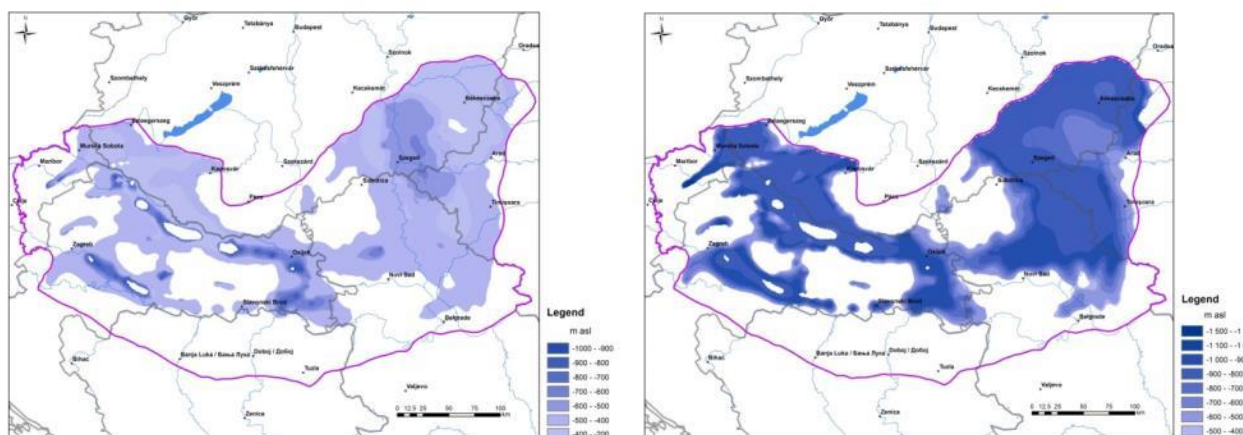 Győr
Tatabánya
Budapest
Szolnok
Oradea
Szombathely
Székesfehérvár
Veszprém
Kecskemét
Békéscsaba
Zalaegerszeg
Murska Sobota
Maribor
Kaposvár
Szekszárd
Szeged
Arad
Subotica
Pécs
Celje
Timisoara
Zagreb
Osijek
Novi Sad
Slavonski Brod
Belgrade
Banja Luka / Бања Лука
Doboj / Добој
Bihac
Tuzla
Valjevo
Zenica
0 12,5 25 50 75 100
km
Legend
m asl
-1000 - -900
-900 - -800
-800 - -700
-700 - -600
-600 - -500
-500 - -400
Győr
Tatabánya
Budapest
Szolnok
Oradea
Szombathely
Székesfehérvár
Veszprém
Kecskemét
Békéscsaba
Zalaegerszeg
Murska Sobota
Maribor
Kaposvár
Szekszárd
Szeged
Arad
Subotica
Pécs
Celje
Timisoara
Zagreb
Osijek
Novi Sad
Slavonski Brod
Belgrade
Banja Luka / Бања Лука
Doboj / Добој
Bihac
Tuzla
Valjevo
Zenica
0 12,5 25 50 75 100
km
Legend
m asl
-1 500 - -1
-1 100 - -1
-1 000 - -90
-900 - -800
-800 - -700
-700 - -600
-600 - -500
-500 - -400